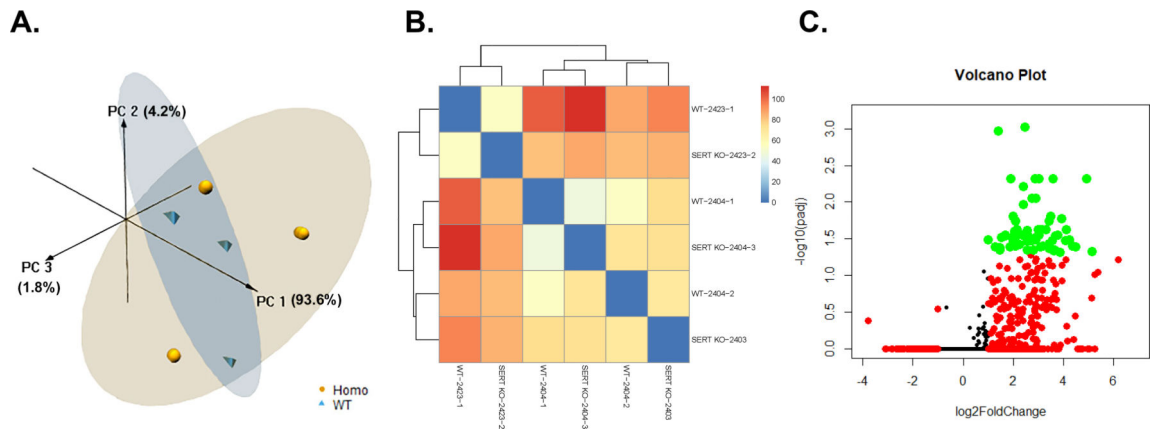 A.
PC 2 (4.2%)
PC 3
(1.8%)
PC 1 (93.6%)
Homo
WT
B.
WT-2423-1
SERT KO-2423-2
WT-2404-1
SERT KO-2404-3
WT-2404-2
SERT KO-2403
WT-2423-1
SERT KO-2423-2
WT-2404-1
SERT KO-2404-3
WT-2404-2
SERT KO-2403
100
80
60
40
20
0
C.
Volcano Plot
-log10(padj)
3.0
2.5
2.0
1.5
1.0
0.5
0.0
-4 -2 0 2 4 6
log2FoldChange